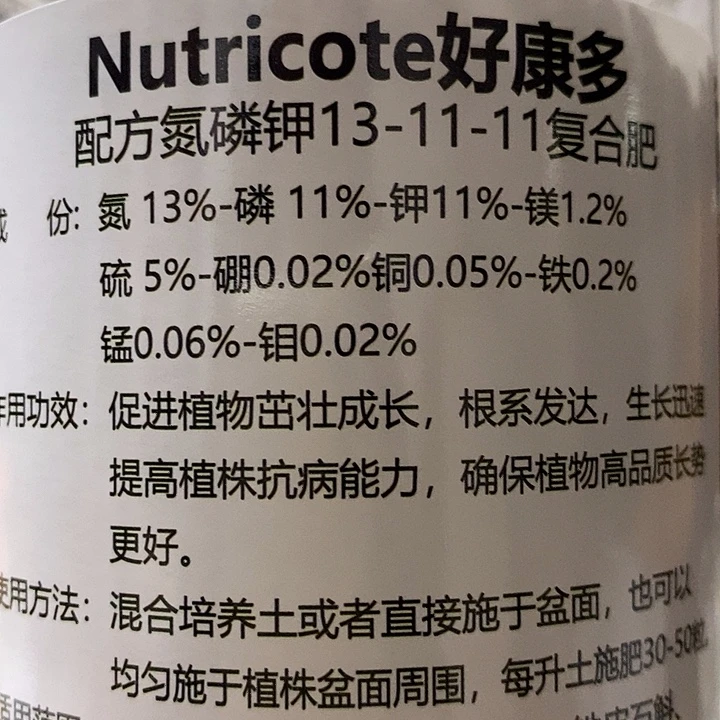 Nutricote好康多
配方氮磷钾13-11-11复合肥
份: 氮 13%-磷 11%-钾11%-镁1.2%
硫 5%-硼0.02%铜0.05%-铁0.2%
锰0.06%-钼0.02%
作用功效：促进植物茁壮成长，根系发达，生长迅速
提高植株抗病能力，确保植物高品质长势
更好。
使用方法：混合培养土或者直接施于盆面，也可以
均匀施于植株盆面周围，每升土施肥30-50粒